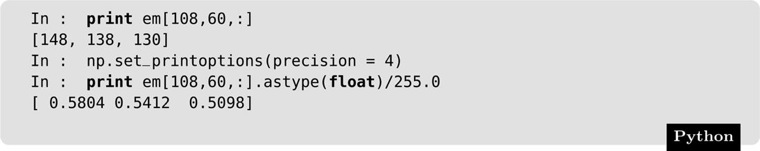 In :  print em[108,60,:]
[148, 138, 130]
In :  np.set_printoptions(precision = 4)
In :  print em[108,60,:].astype(float)/255.0
[ 0.5804 0.5412  0.5098]
Python